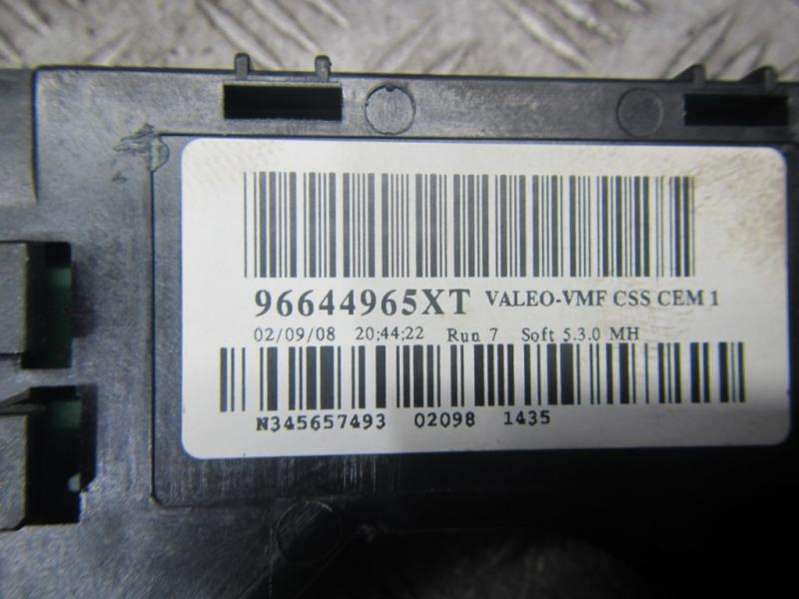 96644965XT VALEO-VMF CSS CEM 1
02/09/08 20:44:22 Run 7 Soft 5.3.0 MH
N345657493 02098 1435